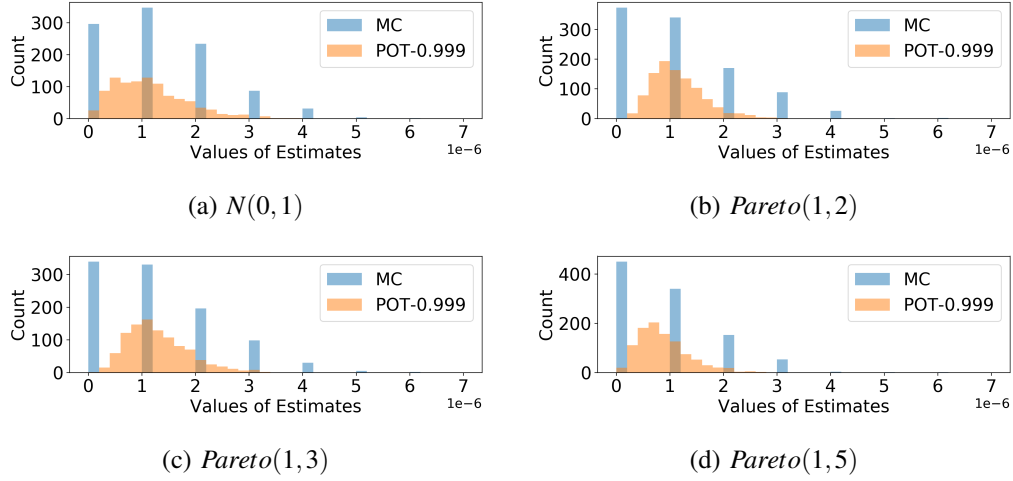 MC
POT-0.999
Count
300
200
100
0
0 1 2 3 4 5 6 7
Values of Estimates
1e-6
(a) N(0,1)
MC
POT-0.999
Count
300
200
100
0
0 1 2 3 4 5 6 7
Values of Estimates
1e-6
(b) Pareto(1,2)
MC
POT-0.999
Count
300
200
100
0
0 1 2 3 4 5 6 7
Values of Estimates
1e-6
(c) Pareto(1,3)
MC
POT-0.999
Count
400
200
0
0 1 2 3 4 5 6 7
Values of Estimates
1e-6
(d) Pareto(1,5)